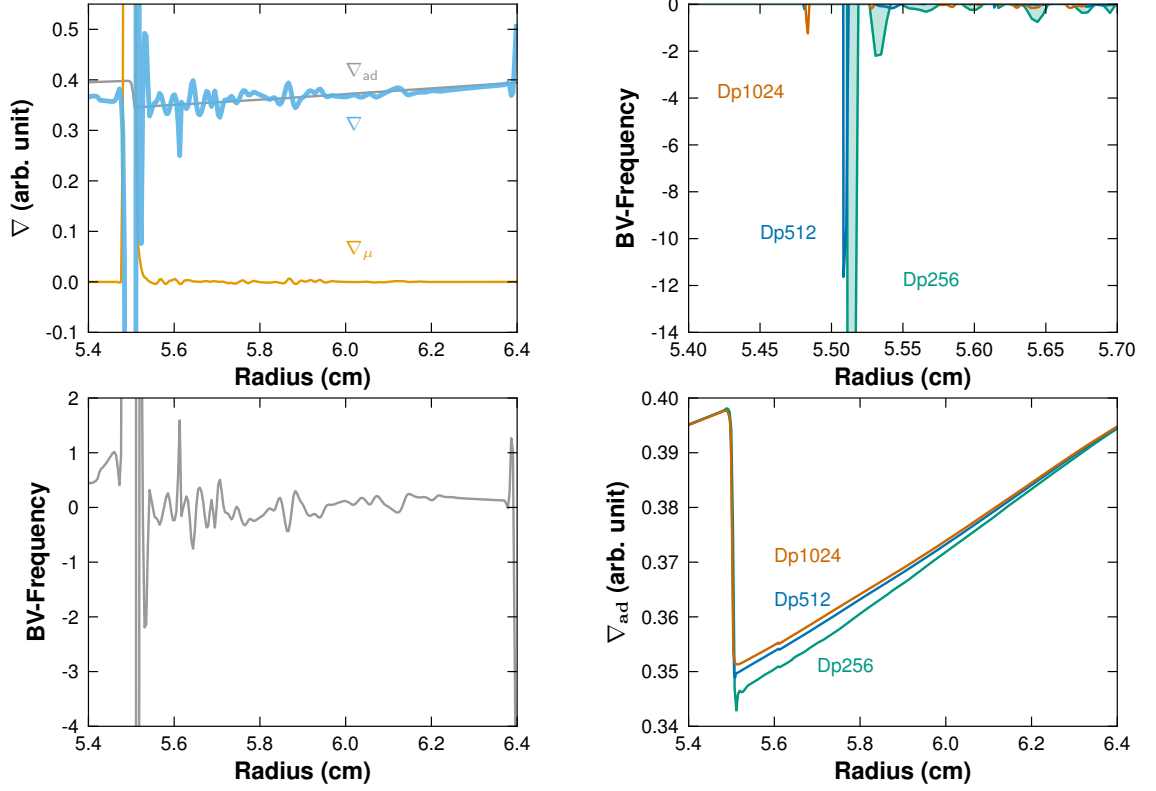 ∇ (arb. unit)
0.5
0.4
0.3
0.2
0.1
0.0
-0.1
∇ad
∇
∇μ
5.4 5.6 5.8 6.0 6.2 6.4
Radius (cm)
BV-Frequency
0
-2
-4
-6
-8
-10
-12
-14
Dp1024
Dp512
Dp256
5.40 5.45 5.50 5.55 5.60 5.65 5.70
Radius (cm)
BV-Frequency
2
1
0
-1
-2
-3
-4
5.4 5.6 5.8 6.0 6.2 6.4
Radius (cm)
∇ad (arb. unit)
0.40
0.39
0.38
0.37
0.36
0.35
0.34
Dp1024
Dp512
Dp256
5.4 5.6 5.8 6.0 6.2 6.4
Radius (cm)